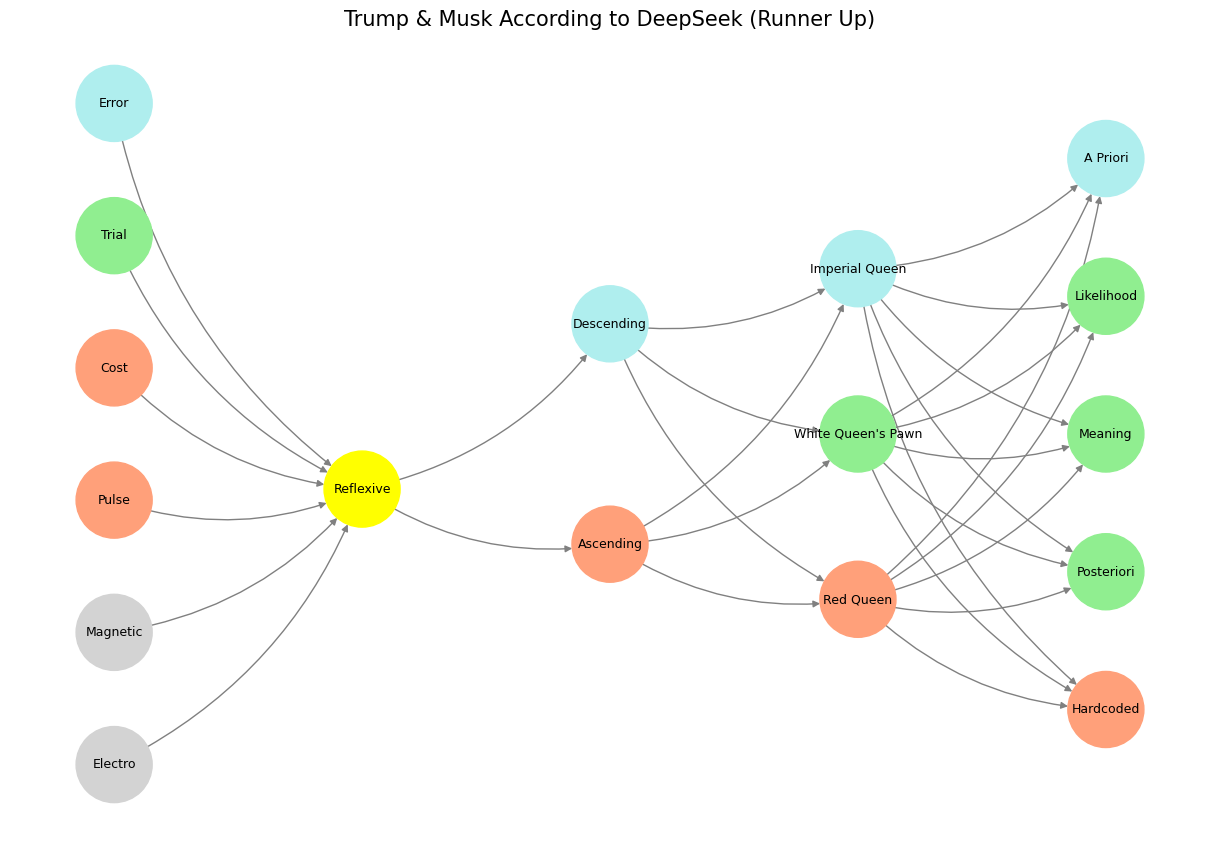 Trump & Musk According to DeepSeek (Runner Up)
Error
Trial
Cost
Pulse
Magnetic
Electro
Reflexive
Descending
Ascending
Imperial Queen
White Queen's Pawn
Red Queen
A Priori
Likelihood
Meaning
Posteriori
Hardcoded